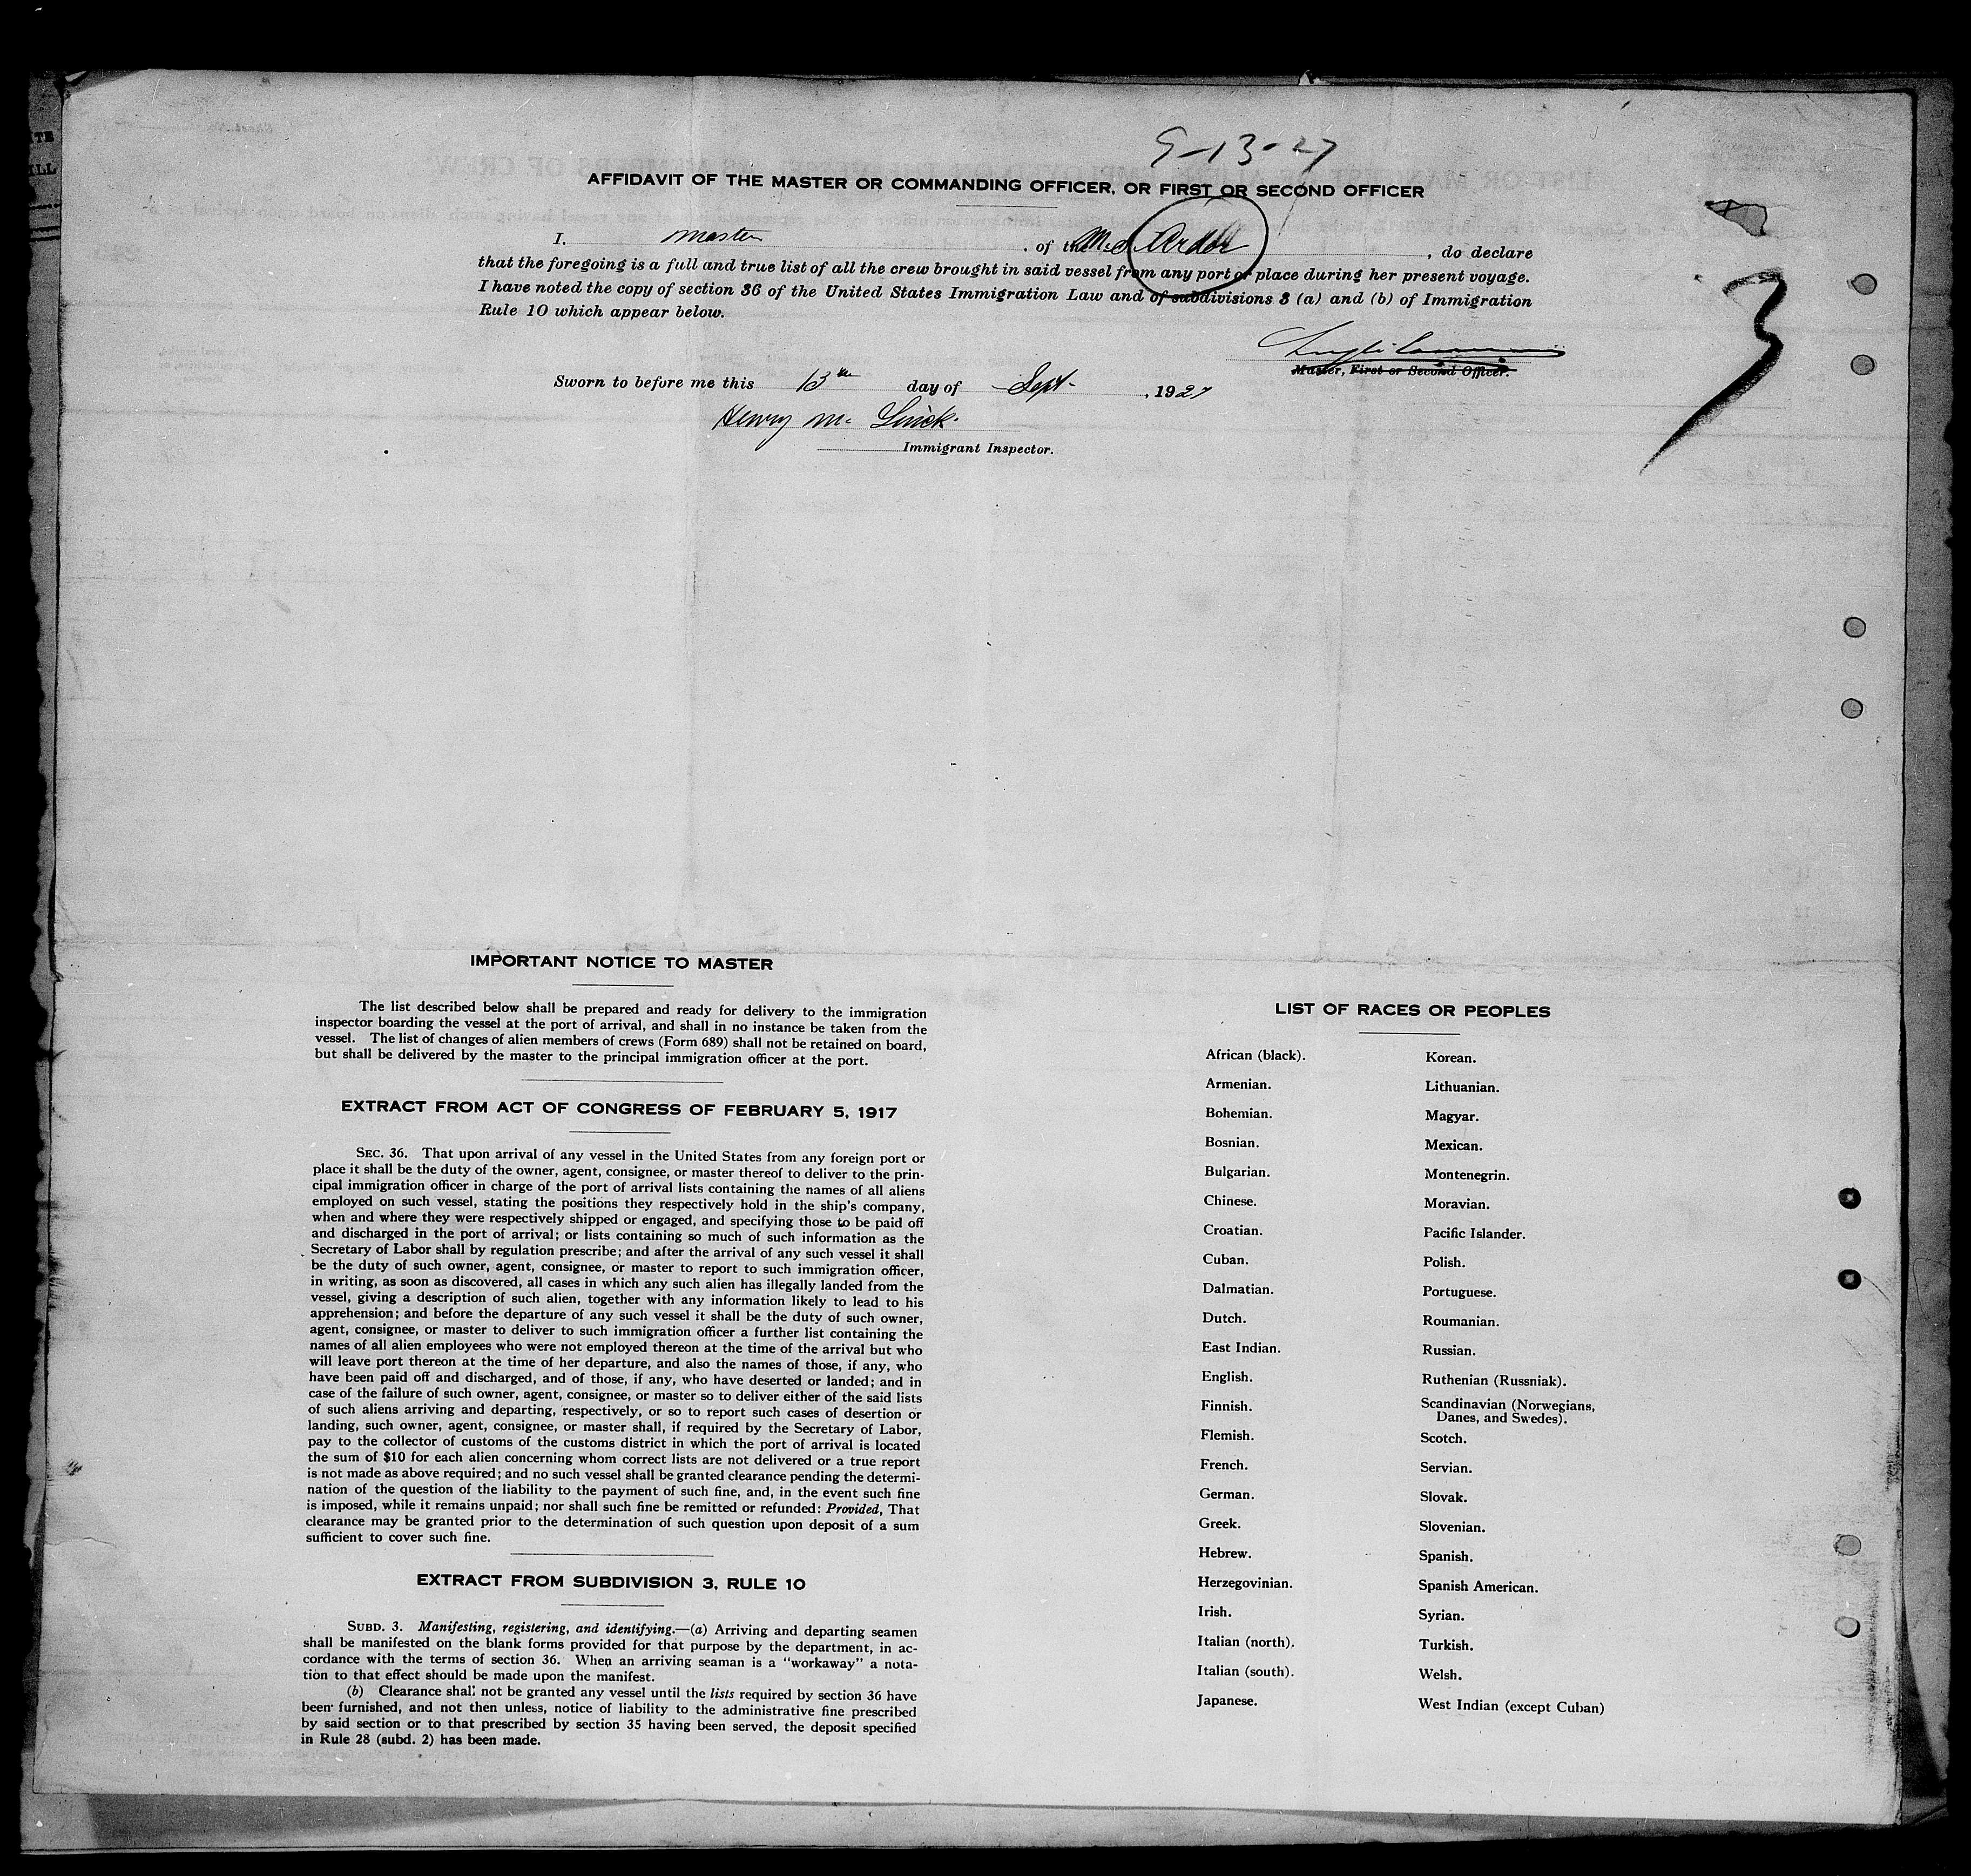 9-13-27
AFFIDAVIT OF THE MASTER OR COMMANDING OFFICER, OR FIRST OR SECOND OFFICER
I, master, of the Ardor, do declare
that the foregoing is a full and true list of all the crew brought in said vessel from any port or place during her present voyage.
I have noted the copy of section 36 of the United States Immigration Law and of subdivisions 3 (a) and (b) of Immigration
Rule 10 which appear below.
3
Master, First or Second Officer.
Sworn to before me this 13th day of Sept., 1927
Henry
Immigrant Inspector.
IMPORTANT NOTICE TO MASTER
The list described below shall be prepared and ready for delivery to the immigration
inspector boarding the vessel at the port of arrival, and shall in no instance be taken from the
vessel. The list of changes of alien members of crews (Form 689) shall not be retained on board,
but shall be delivered by the master to the principal immigration officer at the port.
EXTRACT FROM ACT OF CONGRESS OF FEBRUARY 5, 1917
SEC. 36. That upon arrival of any vessel in the United States from any foreign port or
place it shall be the duty of the owner, agent, consignee, or master thereof to deliver to the prin-
cipal immigration officer in charge of the port of arrival lists containing the names of all aliens
employed on such vessel, stating the positions they respectively hold in the ship's company,
when and where they were respectively shipped or engaged, and specifying those to be paid off
and discharged in the port of arrival; or lists containing so much of such information as the
Secretary of Labor shall by regulation prescribe; and after the arrival of any such vessel it shall
be the duty of such owner, agent, consignee, or master to report to such immigration officer,
in writing, as soon as discovered, all cases in which any such alien has illegally landed from the
vessel, giving a description of such alien, together with any information likely to lead to his
apprehension; and before the departure of any such vessel it shall be the duty of such owner,
agent, consignee, or master to deliver to such immigration officer a further list containing the
names of all alien employees who were not employed thereon at the time of the arrival but who
will leave port thereon at the time of her departure, and also the names of those, if any, who
have been paid off and discharged, and of those, if any, who have deserted or landed; and in
case of the failure of such owner, agent, consignee, or master so to deliver either of the said lists
of such aliens arriving and departing, respectively, or so to report such cases of desertion or
landing, such owner, agent, consignee, or master shall, if required by the Secretary of Labor,
pay to the collector of customs of the customs district in which the port of arrival is located
the sum of $10 for each alien concerning whom correct lists are not delivered or a true report
is not made as above required; and no such vessel shall be granted clearance pending the determi-
nation of the question of the liability to the payment of such fine, and, in the event such fine
is imposed, while it remains unpaid; nor shall such fine be remitted or refunded: Provided, That
clearance may be granted prior to the determination of such question upon deposit of a sum
sufficient to cover such fine.
EXTRACT FROM SUBDIVISION 3, RULE 10
SUBD. 3. Manifesting, registering, and identifying.—(a) Arriving and departing seamen
shall be manifested on the blank forms provided for that purpose by the department, in ac-
cordance with the terms of section 36. When an arriving seaman is a "workaway" a nota-
tion to that effect should be made upon the manifest.
(b) Clearance shall not be granted any vessel until the lists required by section 36 have
been furnished, and not then unless, notice of liability to the administrative fine prescribed
by said section or to that prescribed by section 35 having been served, the deposit specified
in Rule 28 (subd. 2) has been made.
LIST OF RACES OR PEOPLES
African (black).
Armenian.
Bohemian.
Bosnian.
Bulgarian.
Chinese.
Croatian.
Cuban.
Dalmatian.
Dutch.
East Indian.
English.
Finnish.
Flemish.
French.
German.
Greek.
Hebrew.
Herzegovinian.
Irish.
Italian (north).
Italian (south).
Japanese.
Korean.
Lithuanian.
Magyar.
Mexican.
Montenegrin.
Moravian.
Pacific Islander.
Polish.
Portuguese.
Roumanian.
Russian.
Ruthenian (Russniak).
Scandinavian (Norwegians,
Danes, and Swedes).
Scotch.
Servian.
Slovak.
Slovenian.
Spanish.
Spanish American.
Syrian.
Turkish.
Welsh.
West Indian (except Cuban)